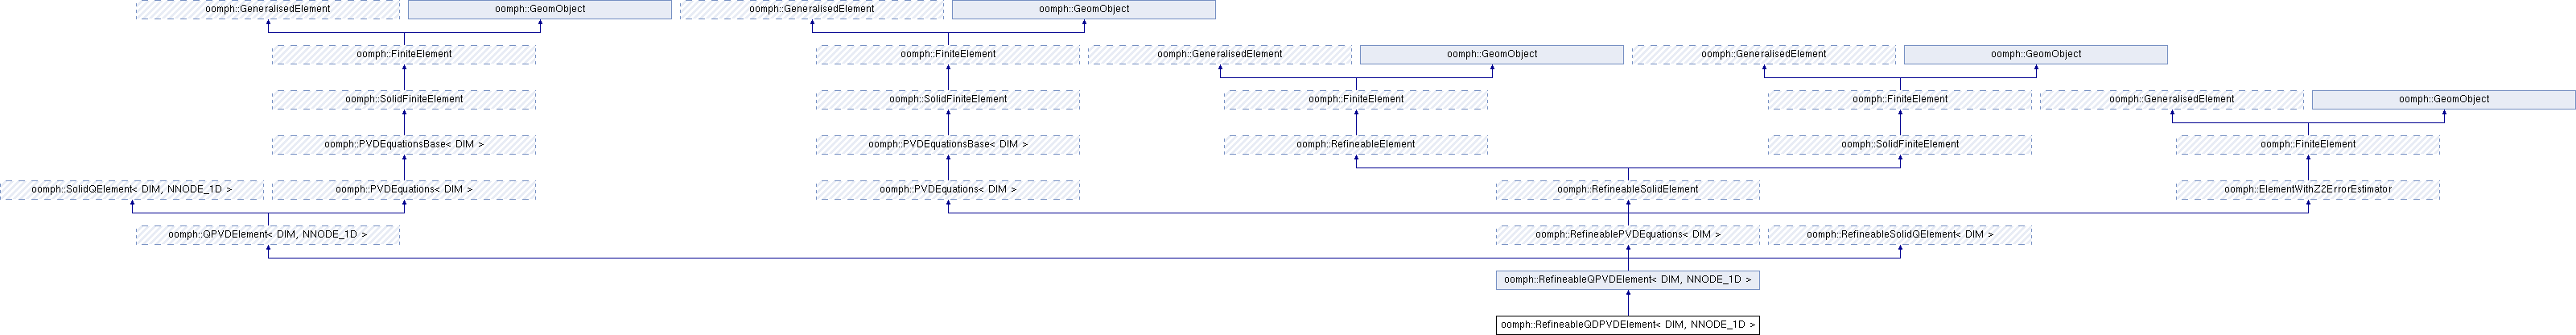 oomph::GeneralisedElement oomph::GeomObject oomph::GeneralisedElement oomph::GeomObject
oomph::FiniteElement oomph::FiniteElement oomph::GeneralisedElement oomph::GeomObject oomph::GeneralisedElement oomph::GeomObject
oomph::SolidFiniteElement oomph::SolidFiniteElement oomph::FiniteElement oomph::FiniteElement oomph::GeneralisedElement oomph::GeomObject
oomph::PVDEquationsBase< DIM > oomph::PVDEquationsBase< DIM > oomph::RefineableElement oomph::SolidFiniteElement oomph::FiniteElement
oomph::SolidQElement< DIM, NNODE_1D > oomph::PVDEquations< DIM > oomph::PVDEquations< DIM > oomph::RefineableSolidElement oomph::ElementWithZ2ErrorEstimator
oomph::QPVDElement< DIM, NNODE_1D > oomph::RefineablePVDEquations< DIM > oomph::RefineableSolidQElement< DIM >
oomph::RefineableQPVDElement< DIM, NNODE_1D >
oomph::RefineableQDPVDElement< DIM, NNODE_1D >